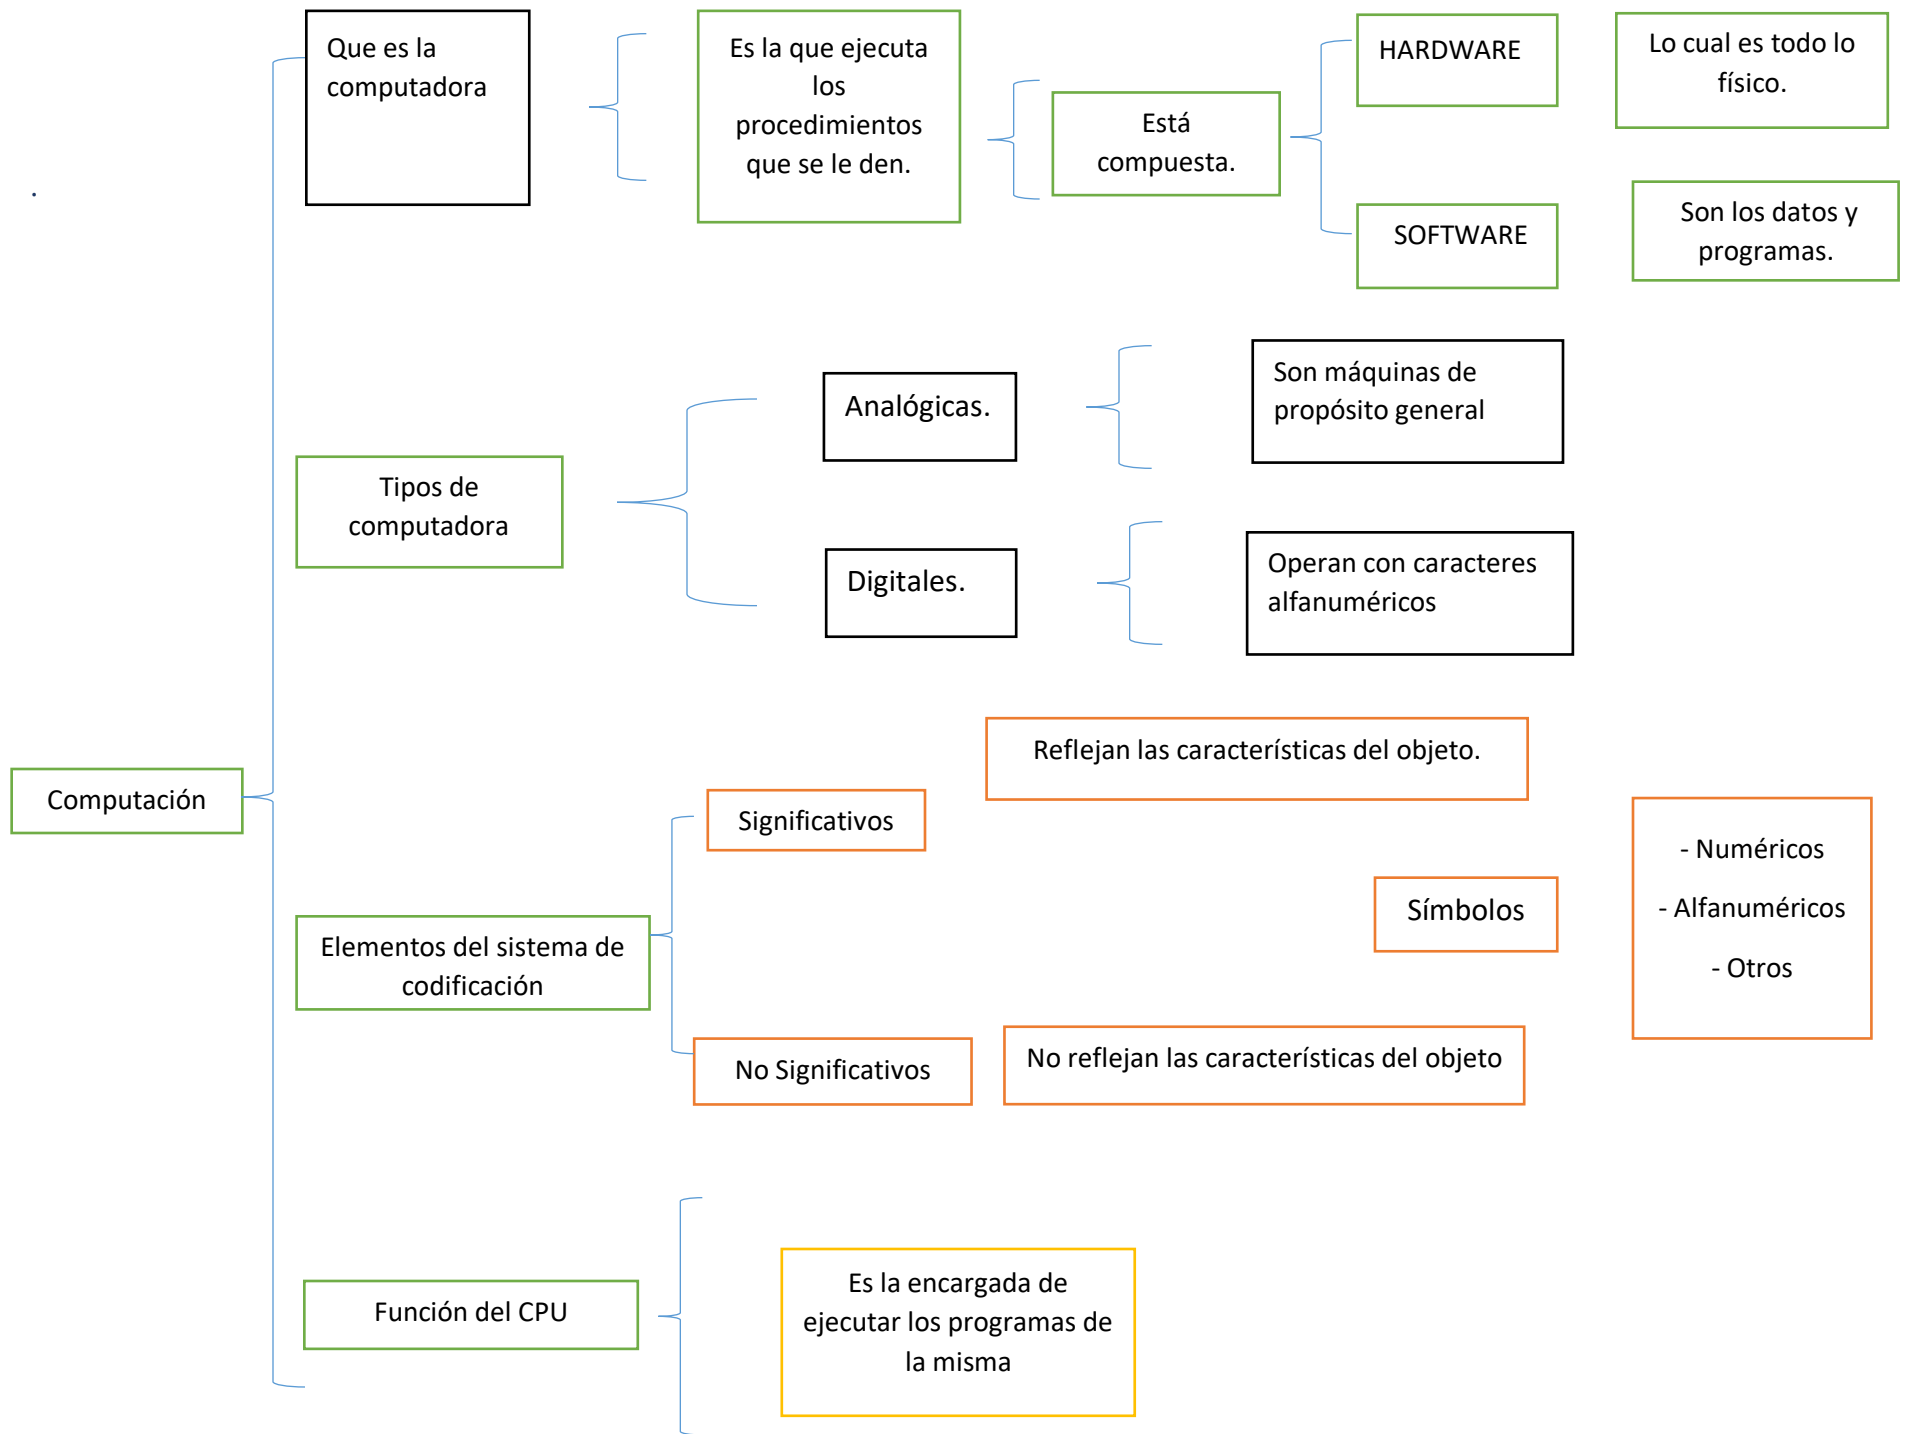 Que es la
computadora
Es la que ejecuta
los
procedimientos
que se le den.
Está
compuesta.
HARDWARE
Lo cual es todo lo
físico.
SOFTWARE
Son los datos y
programas.
.
Tipos de
computadora
Analógicas.
Son máquinas de
propósito general
Digitales.
Operan con caracteres
alfanuméricos
Computación
Elementos del sistema de
codificación
Significativos
Reflejan las características del objeto.
No Significativos
No reflejan las características del objeto
Símbolos
- Numéricos
- Alfanuméricos
- Otros
Función del CPU
Es la encargada de
ejecutar los programas de
la misma